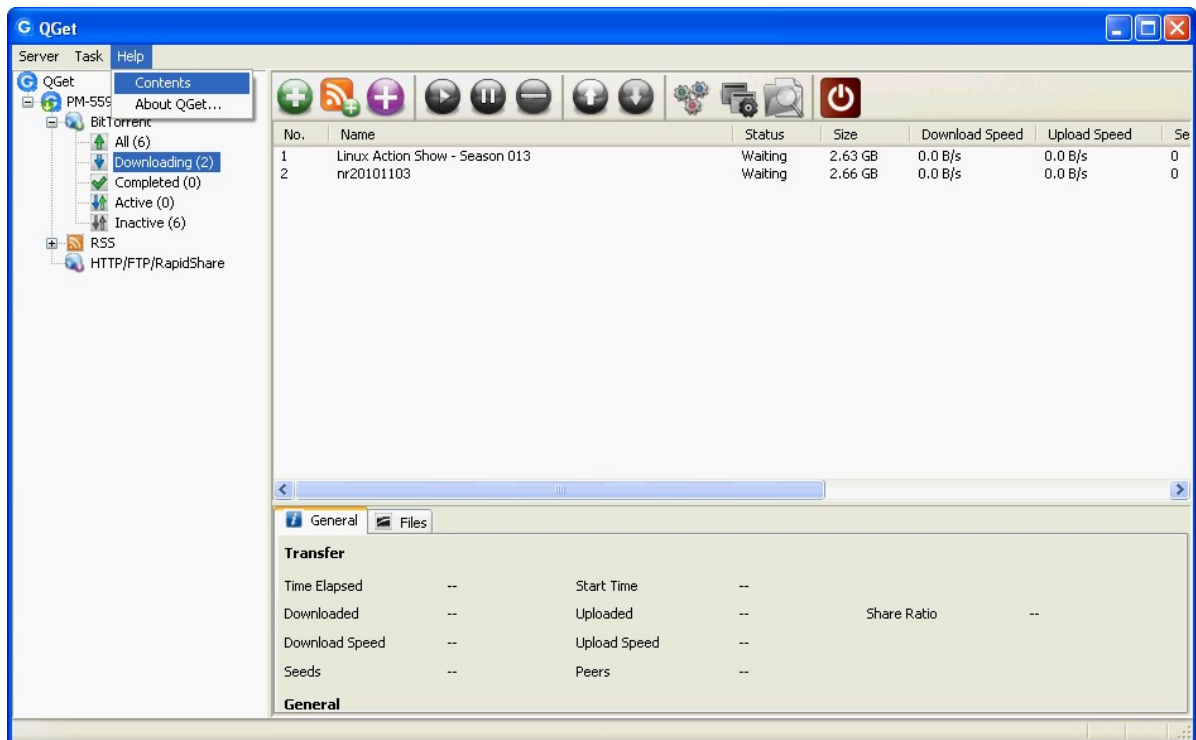 QGet
Server Task Help
Contents
About QGet...
QGet
PM-559
BitTorrent
All (6)
Downloading (2)
Completed (0)
Active (0)
Inactive (6)
RSS
HTTP/FTP/RapidShare
No. Name Status Size Download Speed Upload Speed Se
1 Linux Action Show - Season 013 Waiting 2.63 GB 0.0 B/s 0.0 B/s 0
2 nr20101103 Waiting 2.66 GB 0.0 B/s 0.0 B/s 0
General Files
Transfer
Time Elapsed -- Start Time --
Downloaded -- Uploaded -- Share Ratio --
Download Speed -- Upload Speed --
Seeds -- Peers --
General